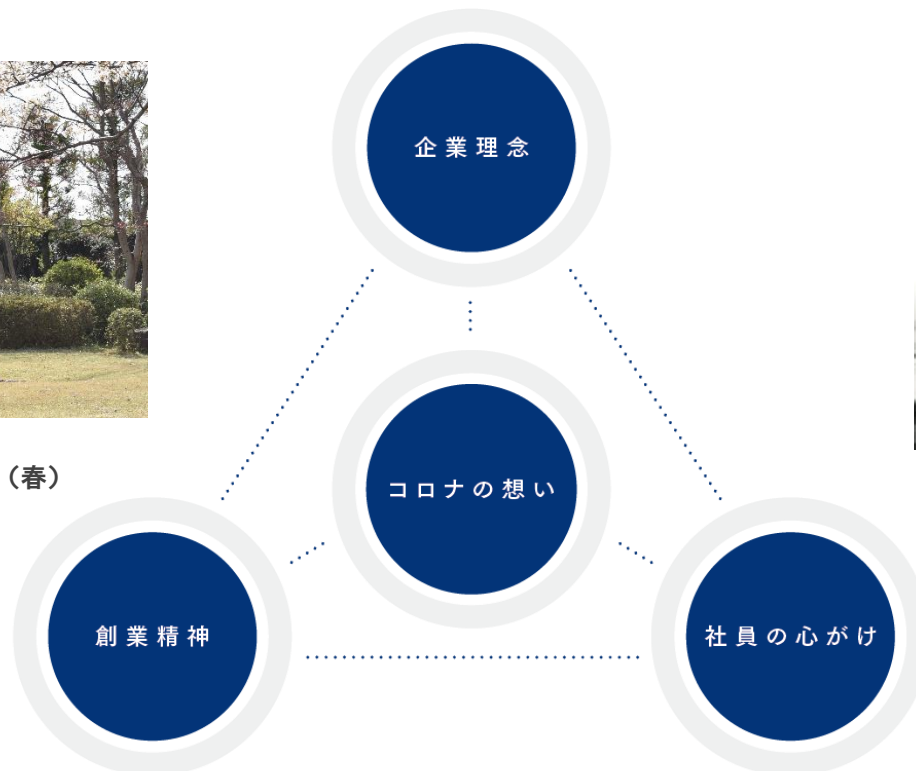 企業理念
（春）
コロナの想い
創業精神
社員の心がけ